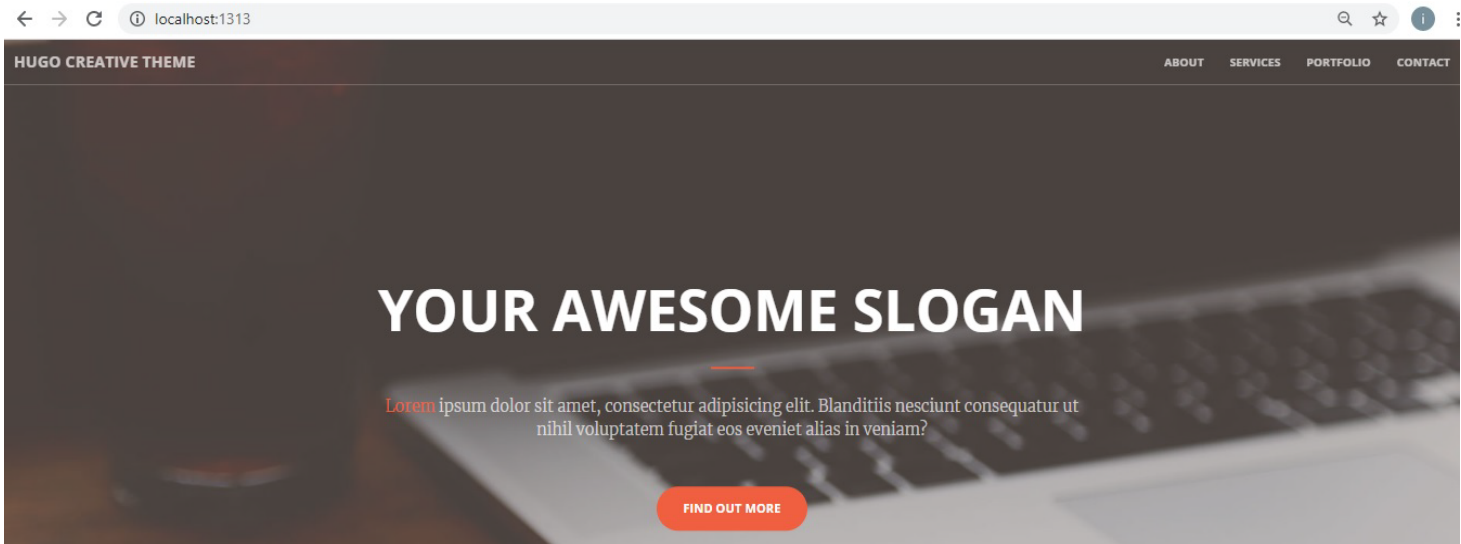 localhost:1313
i
HUGO CREATIVE THEME
ABOUT SERVICES PORTFOLIO CONTACT
YOUR AWESOME SLOGAN
Lorem ipsum dolor sit amet, consectetur adipisicing elit. Blanditiis nesciunt consequatur ut
nihil voluptatem fugiat eos eveniet alias in veniam?
FIND OUT MORE